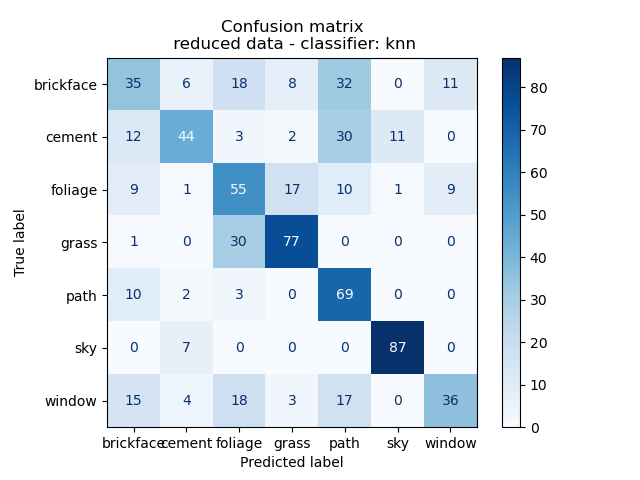 Confusion matrix
reduced data - classifier: knn
brickface 35 6 18 8 32 0 11
cement 12 44 3 2 30 11 0
foliage 9 1 55 17 10 1 9
grass 1 0 30 77 0 0 0
path 10 2 3 0 69 0 0
sky 0 7 0 0 0 87 0
window 15 4 18 3 17 0 36
brickface cement foliage grass path sky window
Predicted label
True label
80
70
60
50
40
30
20
10
0